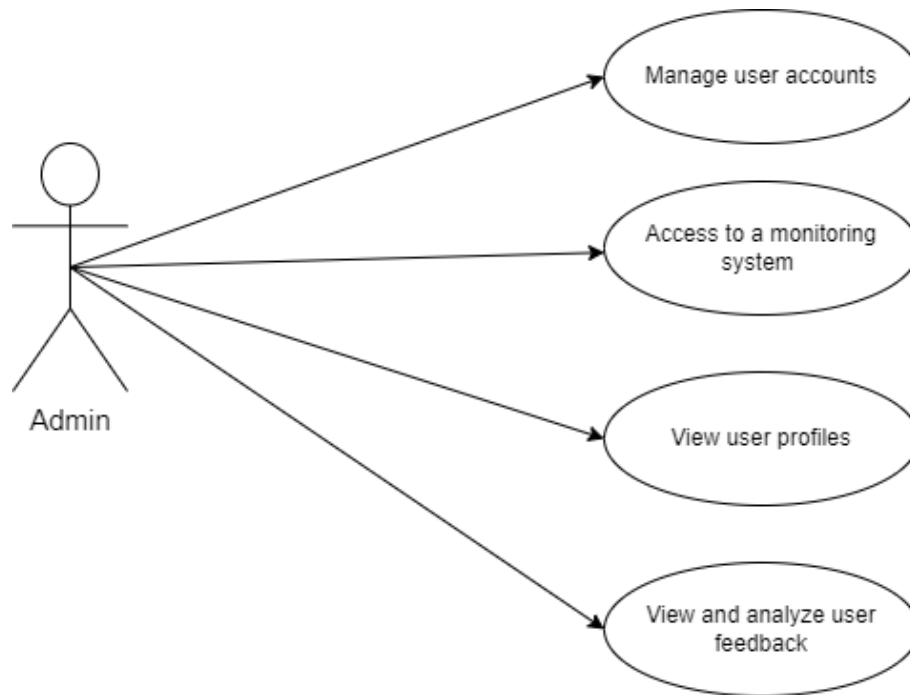 Manage user accounts
Access to a monitoring
system
Admin
View user profiles
View and analyze user
feedback